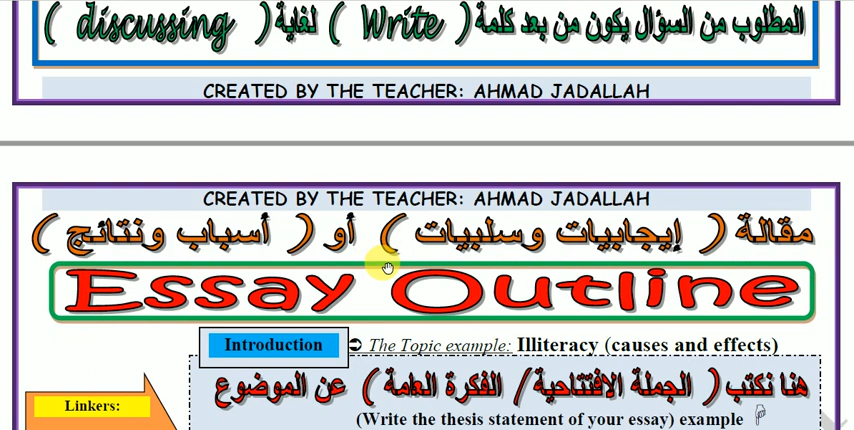 المطلوب من السؤال يكون من بعد كلمة ( Write ) لغاية ( discussing )
CREATED BY THE TEACHER: AHMAD JADALLAH
CREATED BY THE TEACHER: AHMAD JADALLAH
مقالة ( إيجابيات وسلبيات ) أو ( أسباب ونتائج )
Essay Outline
Introduction ➲ The Topic example: Illiteracy (causes and effects)
هنا نكتب ( الجملة الافتتاحية / الفكرة العامة ) عن الموضوع
Linkers:
(Write the thesis statement of your essay) example